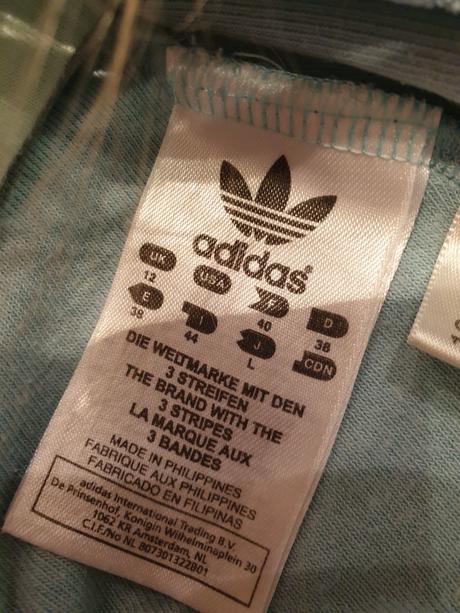 adidas
UK USA F D
12 40 38
E I J CDN
38 44 L
DIE WELTMARKE MIT DEN
3 STREIFEN
THE BRAND WITH THE
3 STRIPES
LA MARQUE AUX
3 BANDES
MADE IN PHILIPPINES
FABRIQUE AUX PHILIPPINES
FABRICADO EN FILIPINAS
adidas International Trading B.V.
De Prinsenhof, Konigin Wilhelminaplein 30
1062 KR Amsterdam, NL
C.I.F./No NL 807301322B01